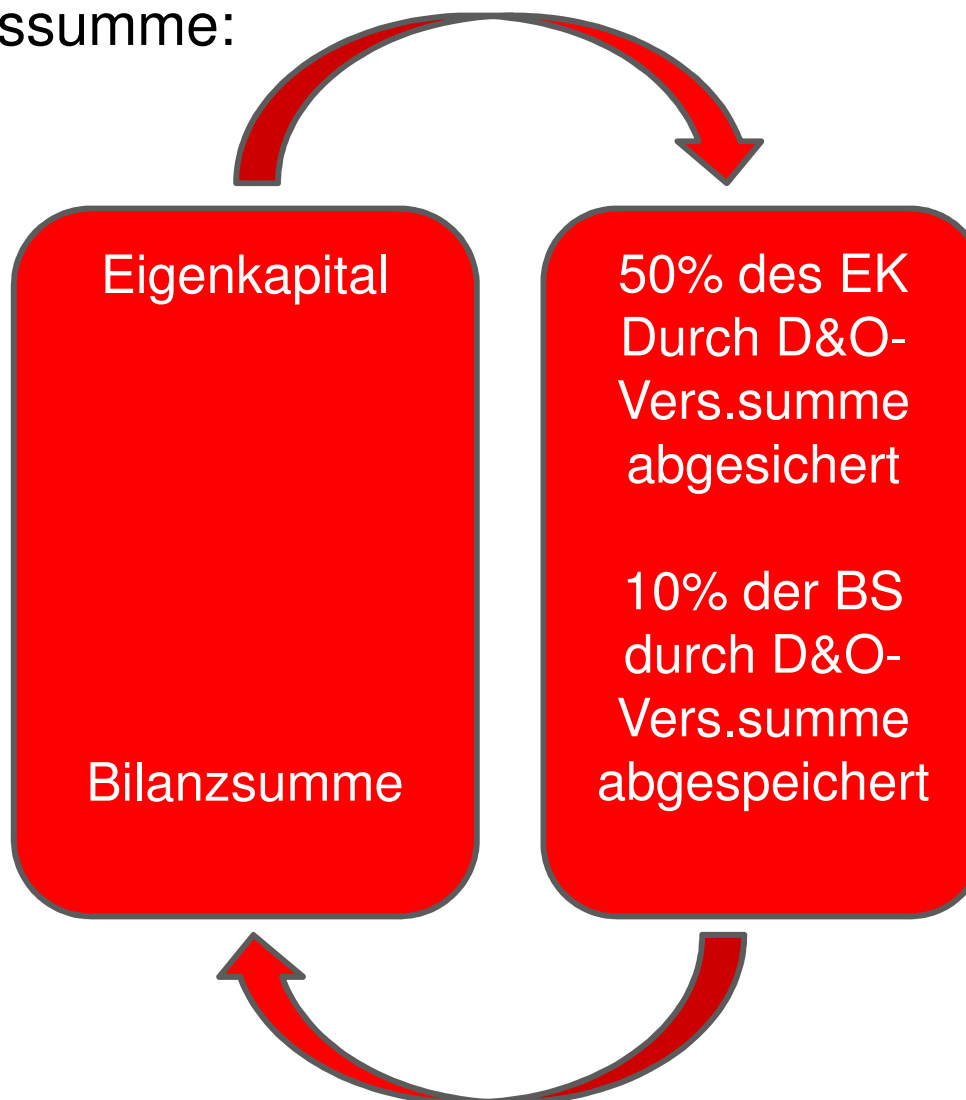 ssumme:
Eigenkapital
Bilanzsumme
50% des EK
Durch D&O-
Vers.summe
abgesichert
10% der BS
durch D&O-
Vers.summe
abgespeichert